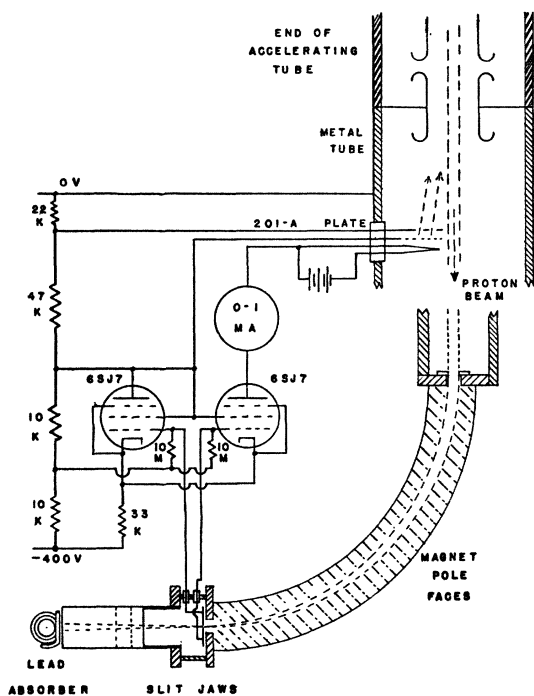 END OF
ACCELERATING
TUBE
METAL
TUBE
0V
22
K
201-A PLATE
47
K
0-1
MA
PROTON
BEAM
6SJ7
6SJ7
10
K
10
M
10
M
10
K
33
K
-400V
MAGNET
POLE
FACES
LEAD
ABSORBER
SLIT JAWS